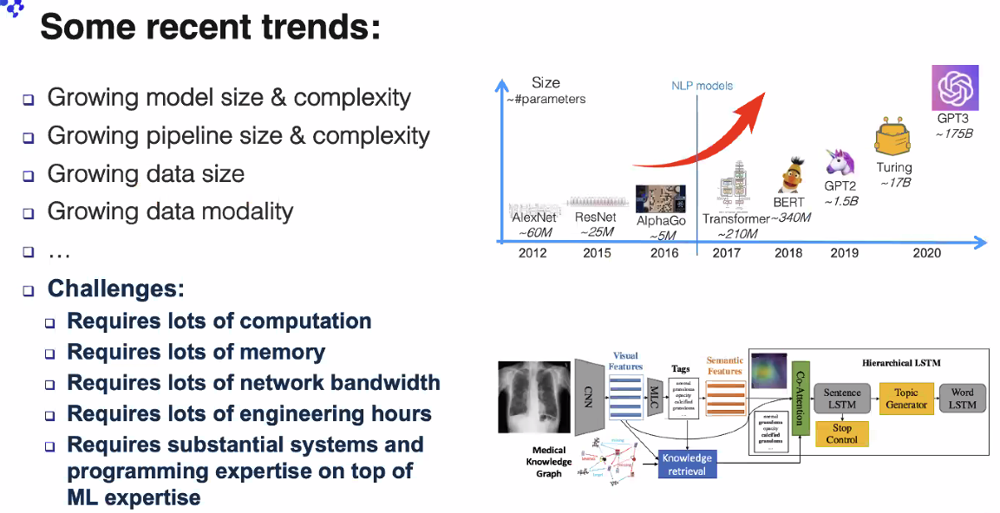 Some recent trends:
Growing model size & complexity
Growing pipeline size & complexity
Growing data size
Growing data modality
…
Challenges:
Requires lots of computation
Requires lots of memory
Requires lots of network bandwidth
Requires lots of engineering hours
Requires substantial systems and
programming expertise on top of
ML expertise
Size
~#parameters
NLP models
AlexNet
~60M
ResNet
~25M
AlphaGo
~5M
Transformer
~210M
BERT
~340M
GPT2
~1.5B
Turing
~17B
GPT3
~175B
2012
2015
2016
2017
2018
2019
2020
CNN
Visual
Features
MLC
Tags
normal
granuloma
opacity
calcified
granuloma
...
Semantic
Features
normal
granuloma
opacity
calcified
granuloma
...
Co-Attention
Hierarchical LSTM
Sentence
LSTM
Topic
Generator
Word
LSTM
Stop
Control
Medical
Knowledge
Graph
Knowledge
retrieval